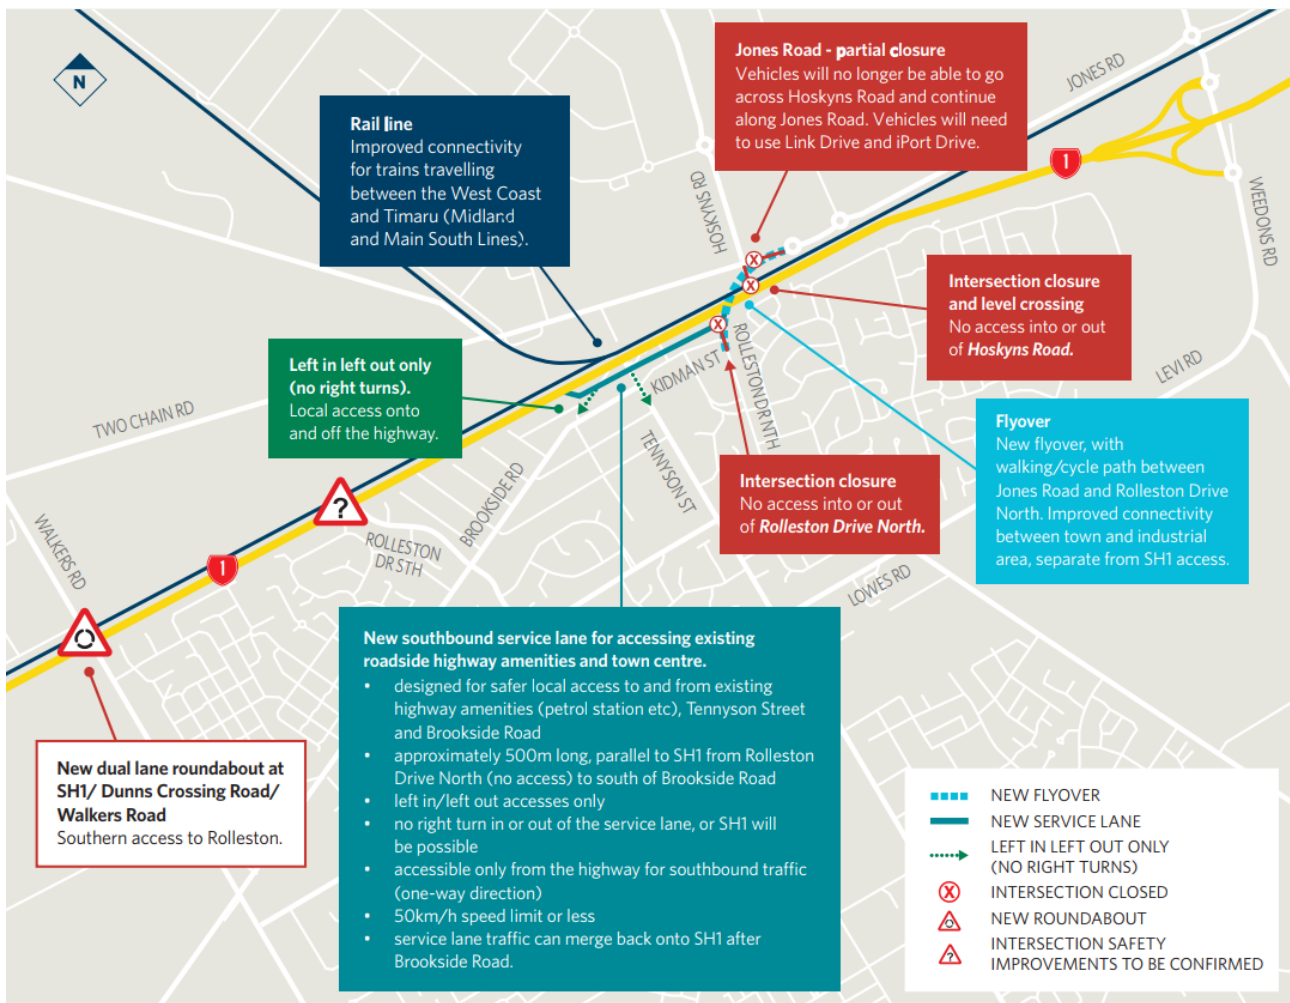 N
Rail line
Improved connectivity
for trains travelling
between the West Coast
and Timaru (Midland
and Main South Lines).
Jones Road - partial closure
Vehicles will no longer be able to go
across Hoskyns Road and continue
along Jones Road. Vehicles will need
to use Link Drive and iPort Drive.
JONES RD
1
HOSKYNS RD
WEEDONS RD
Intersection closure
and level crossing
No access into or out
of Hoskyns Road.
X
X
X
Left in left out only
(no right turns).
Local access onto
and off the highway.
KIDMAN ST
ROLLESTON DR NTH
LEVI RD
TWO CHAIN RD
Flyover
New flyover, with
walking/cycle path between
Jones Road and Rolleston Drive
North. Improved connectivity
between town and industrial
area, separate from SH1 access.
TENNYSON ST
BROOKSIDE RD
Intersection closure
No access into or out
of Rolleston Drive North.
?
WALKERS RD
ROLLESTON
DR STH
1
LOWES RD
New southbound service lane for accessing existing
roadside highway amenities and town centre.
• designed for safer local access to and from existing
highway amenities (petrol station etc), Tennyson Street
and Brookside Road
• approximately 500m long, parallel to SH1 from Rolleston
Drive North (no access) to south of Brookside Road
• left in/left out accesses only
• no right turn in or out of the service lane, or SH1 will
be possible
• accessible only from the highway for southbound traffic
(one-way direction)
• 50km/h speed limit or less
• service lane traffic can merge back onto SH1 after
Brookside Road.
New dual lane roundabout at
SH1/ Dunns Crossing Road/
Walkers Road
Southern access to Rolleston.
NEW FLYOVER
NEW SERVICE LANE
LEFT IN LEFT OUT ONLY
(NO RIGHT TURNS)
X INTERSECTION CLOSED
NEW ROUNDABOUT
? INTERSECTION SAFETY
IMPROVEMENTS TO BE CONFIRMED